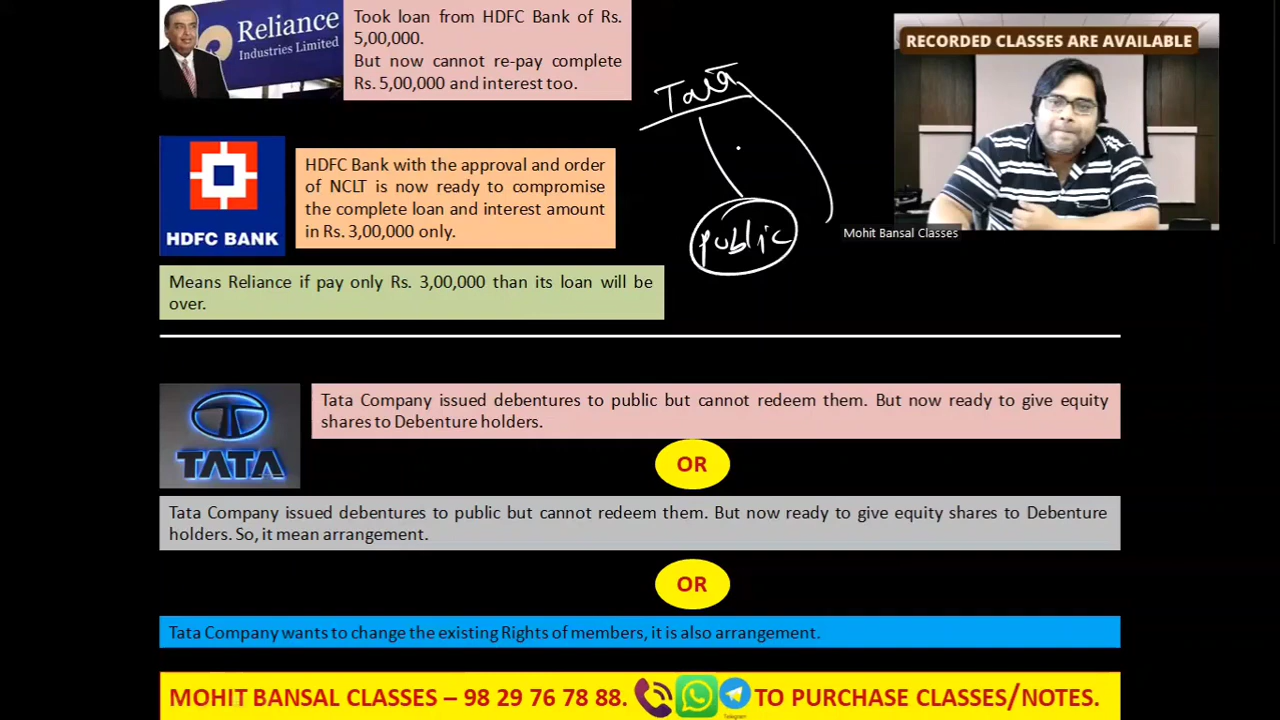 Reliance
Industries Limited
Took loan from HDFC Bank of Rs.
5,00,000.
But now cannot re-pay complete
Rs. 5,00,000 and interest too.
RECORDED CLASSES ARE AVAILABLE
Tata
public
Mohit Bansal Classes
HDFC BANK
HDFC Bank with the approval and order
of NCLT is now ready to compromise
the complete loan and interest amount
in Rs. 3,00,000 only.
Means Reliance if pay only Rs. 3,00,000 than its loan will be
over.
TATA
Tata Company issued debentures to public but cannot redeem them. But now ready to give equity
shares to Debenture holders.
OR
Tata Company issued debentures to public but cannot redeem them. But now ready to give equity shares to Debenture
holders. So, it mean arrangement.
OR
Tata Company wants to change the existing Rights of members, it is also arrangement.
MOHIT BANSAL CLASSES – 98 29 76 78 88. TO PURCHASE CLASSES/NOTES.
Telegram